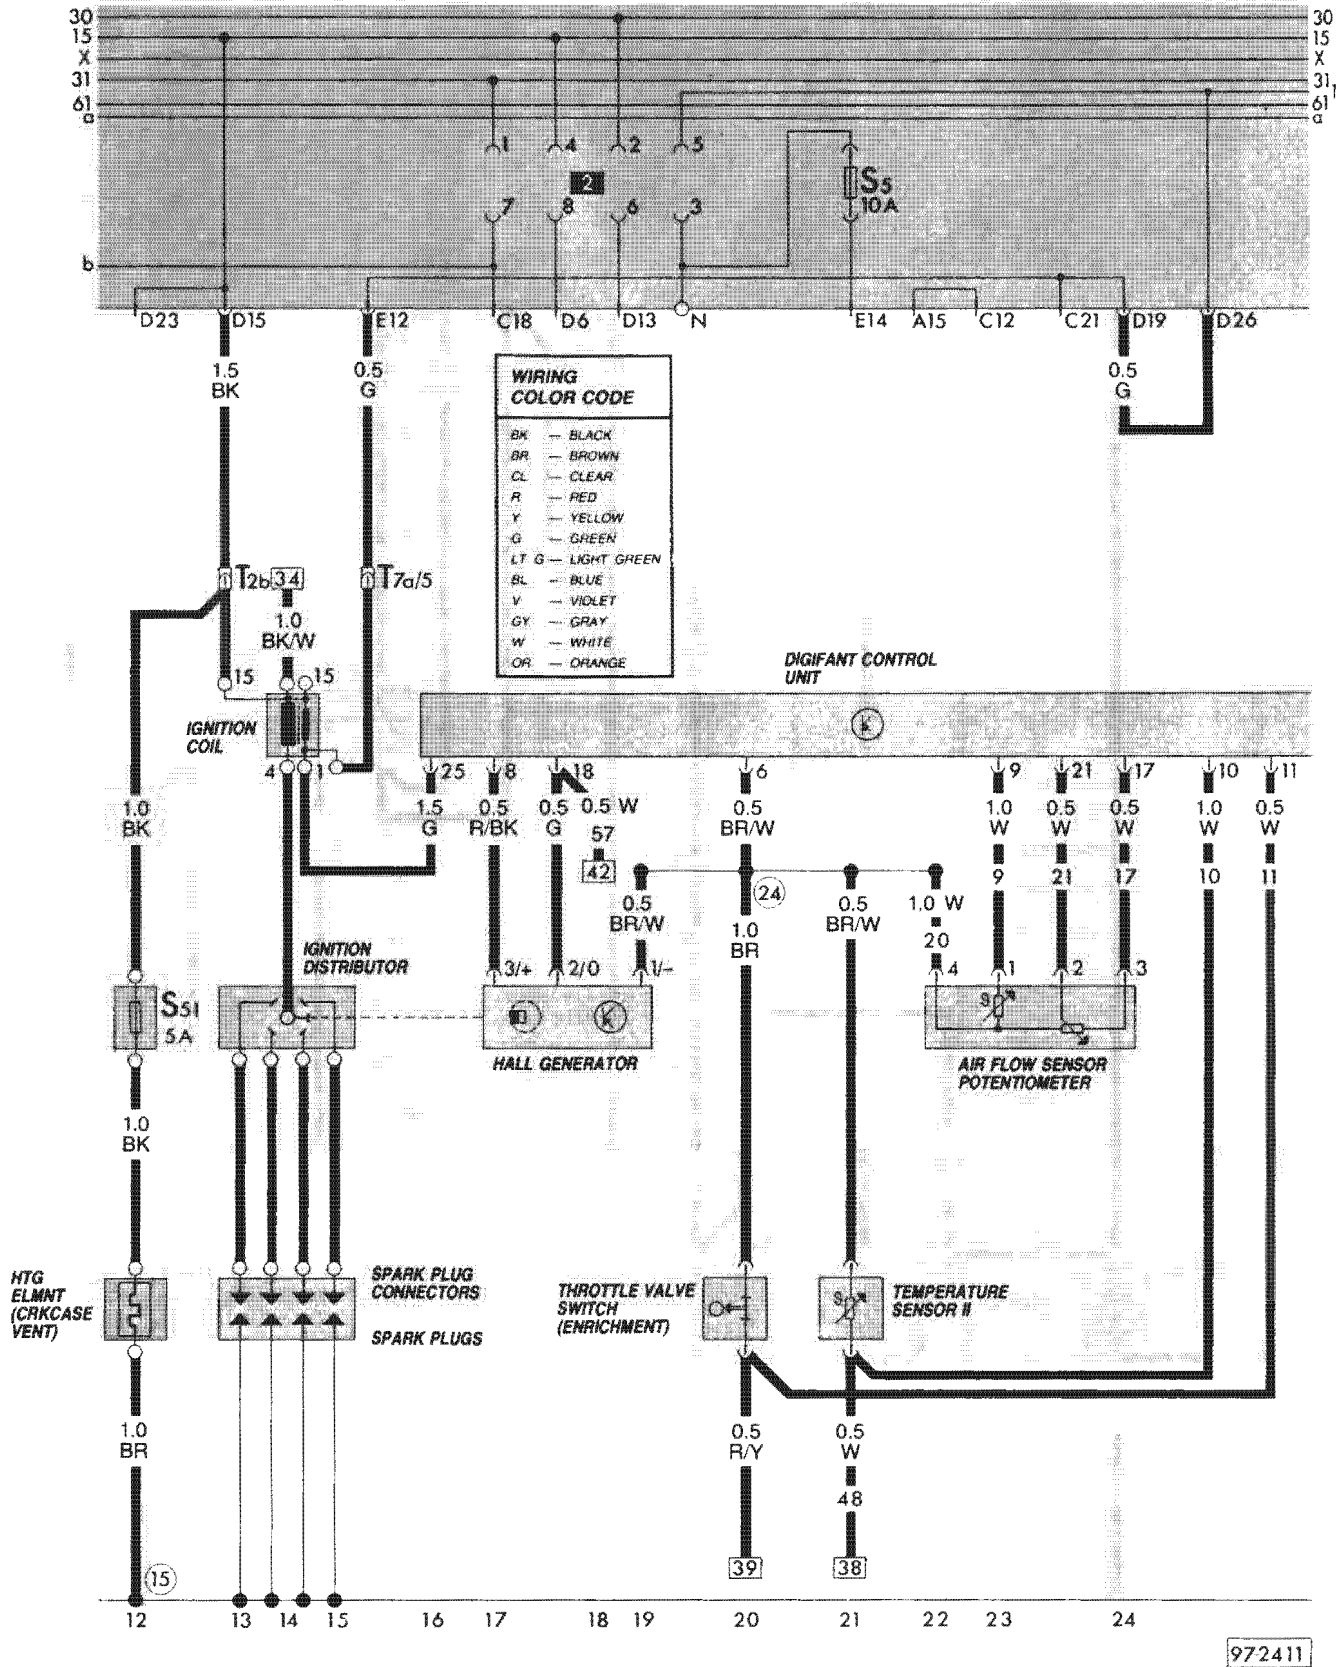 30 30
15 15
X X
31 31
1
61 61
a a
1 4 2 5
2
S5
10A
7 8 6 3
b
D23 D15 E12 C18 D6 D13 N E14 A15 C12 C21 D19 D26
1.5
BK
0.5
G
0.5
G
WIRING
COLOR CODE
BK — BLACK
BR — BROWN
CL — CLEAR
R — RED
Y — YELLOW
G — GREEN
LT G — LIGHT GREEN
BL — BLUE
V — VIOLET
GY — GRAY
W — WHITE
OR — ORANGE
T2b 34 T7a/5
1.0
BK/W
15 15
DIGIFANT CONTROL
UNIT
IGNITION
COIL
4 1 25 8 18 6 9 21 17 10 11
1.0
BK
1.5
G
0.5
R/BK
0.5
G
0.5 W
57
42
0.5
BR/W
1.0
W
0.5
W
0.5
W
1.0
W
0.5
W
9 21 17 10 11
24
0.5
BR/W
1.0
BR
0.5
BR/W
1.0 W
20
IGNITION
DISTRIBUTOR
3/+ 2/0 1/− 4 1 2 3
S51
5A
HALL GENERATOR
AIR FLOW SENSOR
POTENTIOMETER
1.0
BK
HTG
ELMNT
(CRKCASE
VENT)
SPARK PLUG
CONNECTORS
SPARK PLUGS
THROTTLE VALVE
SWITCH
(ENRICHMENT)
TEMPERATURE
SENSOR II
1.0
BR
0.5
R/Y
0.5
W
48
39 38
15
12 13 14 15 16 17 18 19 20 21 22 23 24
97-2411